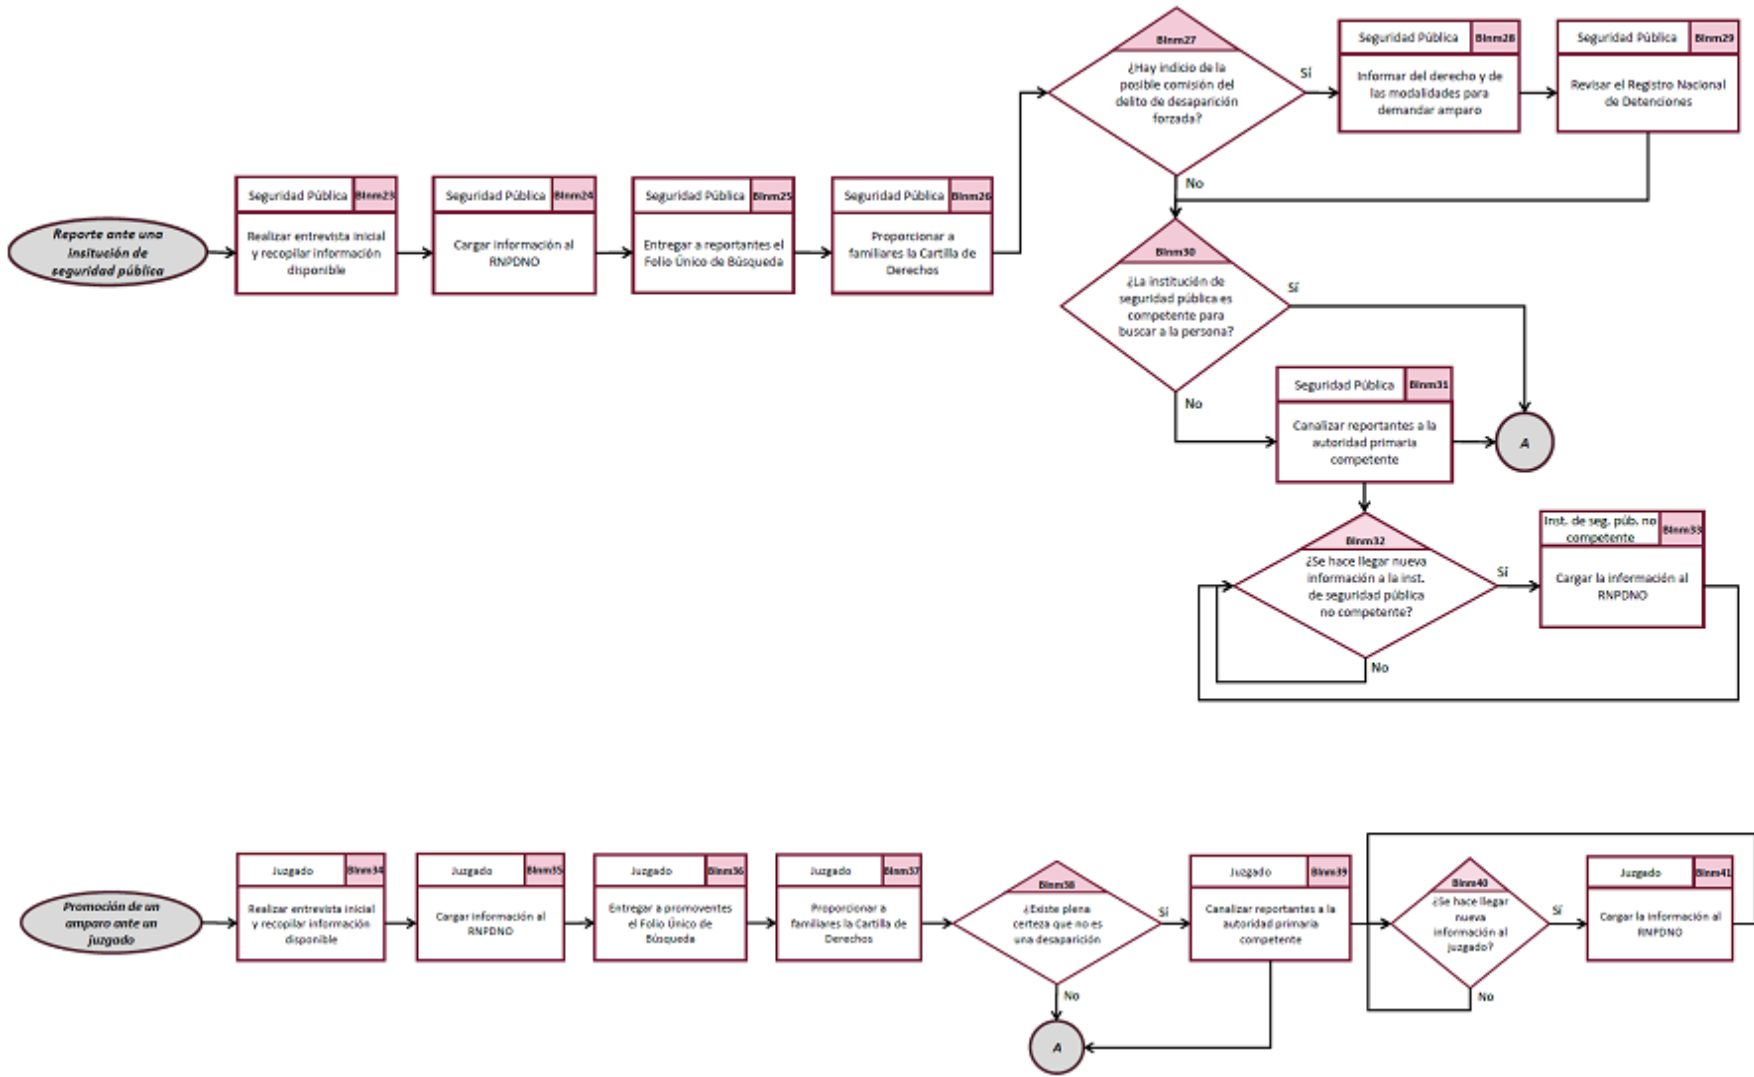 BInm27
¿Hay indicio de la
posible comisión del
delito de desaparición
forzada?
Sí
No
Seguridad Pública
BInm28
Informar del derecho y de
las modalidades para
demandar amparo
Seguridad Pública
BInm29
Revisar el Registro Nacional
de Detenciones
Reporte ante una
insitución de
seguridad pública
Seguridad Pública
BInm23
Realizar entrevista inicial
y recopilar información
disponible
Seguridad Pública
BInm24
Cargar información al
RNPDNO
Seguridad Pública
BInm25
Entregar a reportantes el
Folio Único de Búsqueda
Seguridad Pública
BInm26
Proporcionar a
familiares la Cartilla de
Derechos
BInm30
¿La institución de
seguridad pública es
competente para
buscar a la persona?
Sí
No
Seguridad Pública
BInm31
Canalizar reportantes a la
autoridad primaria
competente
A
BInm32
¿Se hace llegar nueva
información a la inst.
de seguridad pública
no competente?
Sí
No
Inst. de seg. púb. no
competente
BInm33
Cargar la información al
RNPDNO
Promoción de un
amparo ante un
juzgado
Juzgado
BInm34
Realizar entrevista inicial
y recopilar información
disponible
Juzgado
BInm35
Cargar información al
RNPDNO
Juzgado
BInm36
Entregar a promoventes
el Folio Único de
Búsqueda
Juzgado
BInm37
Proporcionar a
familiares la Cartilla de
Derechos
BInm38
¿Existe plena
certeza que no es
una desaparición
Sí
No
A
Juzgado
BInm39
Canalizar reportantes a la
autoridad primaria
competente
BInm40
¿Se hace llegar
nueva
información al
juzgado?
Sí
No
Juzgado
BInm41
Cargar la información al
RNPDNO